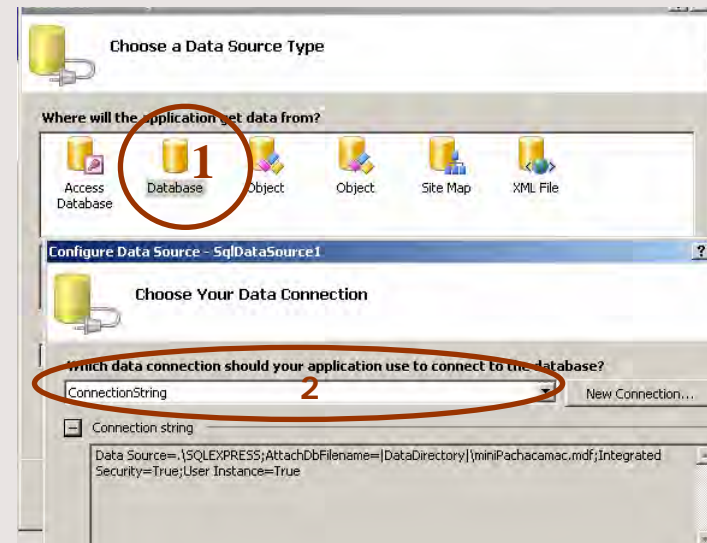 Choose a Data Source Type
Where will the application get data from?
1
Access Database
Database
Object
Object
Site Map
XML File
Configure Data Source - SqlDataSource1
?
Choose Your Data Connection
Which data connection should your application use to connect to the database?
ConnectionString
2
New Connection...
Connection string
Data Source=.\SQLEXPRESS;AttachDbFilename=|DataDirectory|\miniPachacamac.mdf;Integrated
Security=True;User Instance=True